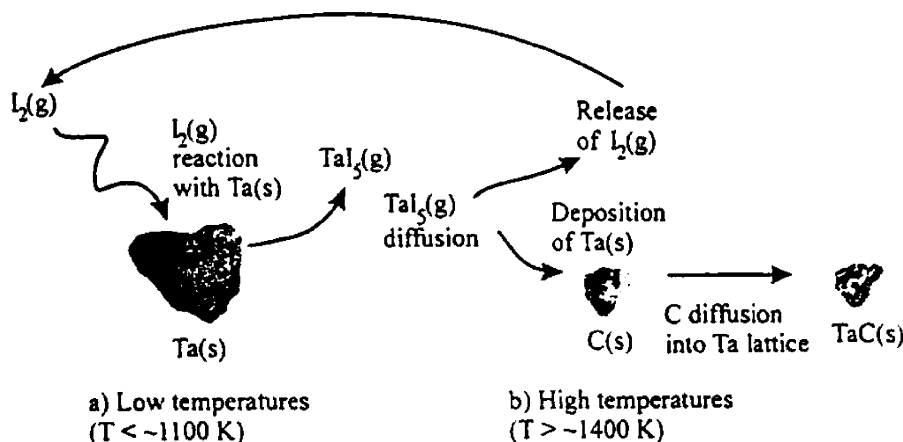 I₂(g)
I₂(g)
reaction
with Ta(s)
TaI₅(g)
Ta(s)
a) Low temperatures
(T < ~1100 K)
Release
of I₂(g)
TaI₅(g)
diffusion
Deposition
of Ta(s)
C(s)
C diffusion
into Ta lattice
TaC(s)
b) High temperatures
(T > ~1400 K)